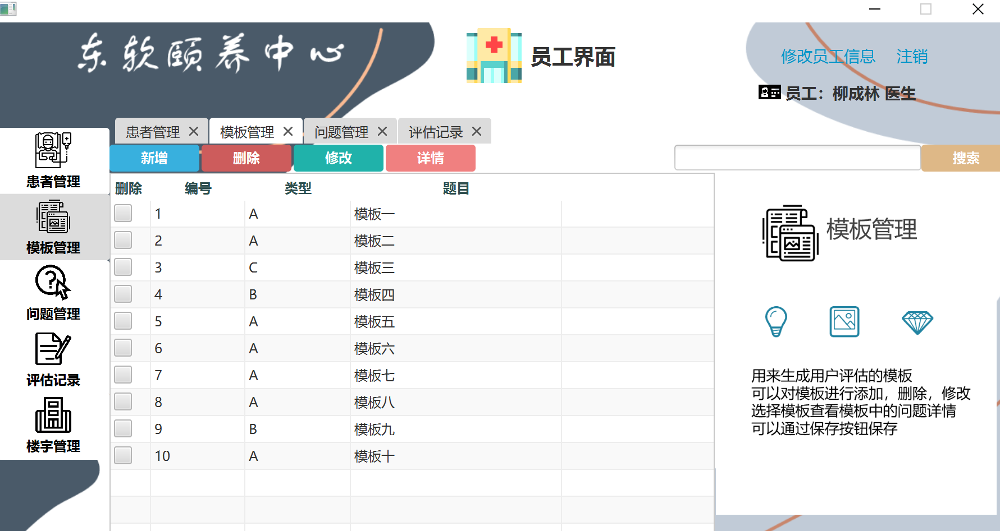 东软颐养中心
员工界面
修改员工信息 注销
员工：柳成林 医生
患者管理 模板管理 问题管理 评估记录
新增 删除 修改 详情 搜索
患者管理
模板管理
问题管理
评估记录
楼宇管理
删除 编号 类型 题目
1 A 模板一
2 A 模板二
3 C 模板三
4 B 模板四
5 A 模板五
6 A 模板六
7 A 模板七
8 A 模板八
9 B 模板九
10 A 模板十
模板管理
用来生成用户评估的模板
可以对模板进行添加，删除，修改
选择模板查看模板中的问题详情
可以通过保存按钮保存